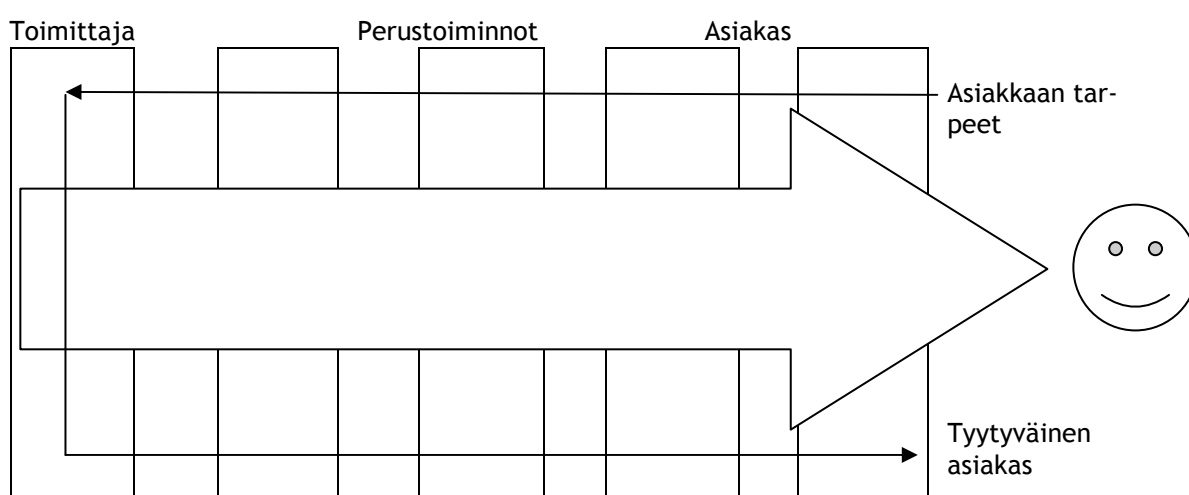 Toimittaja
Perustoiminnot
Asiakas
Asiakkaan tar-
peet
Tyytyväinen
asiakas